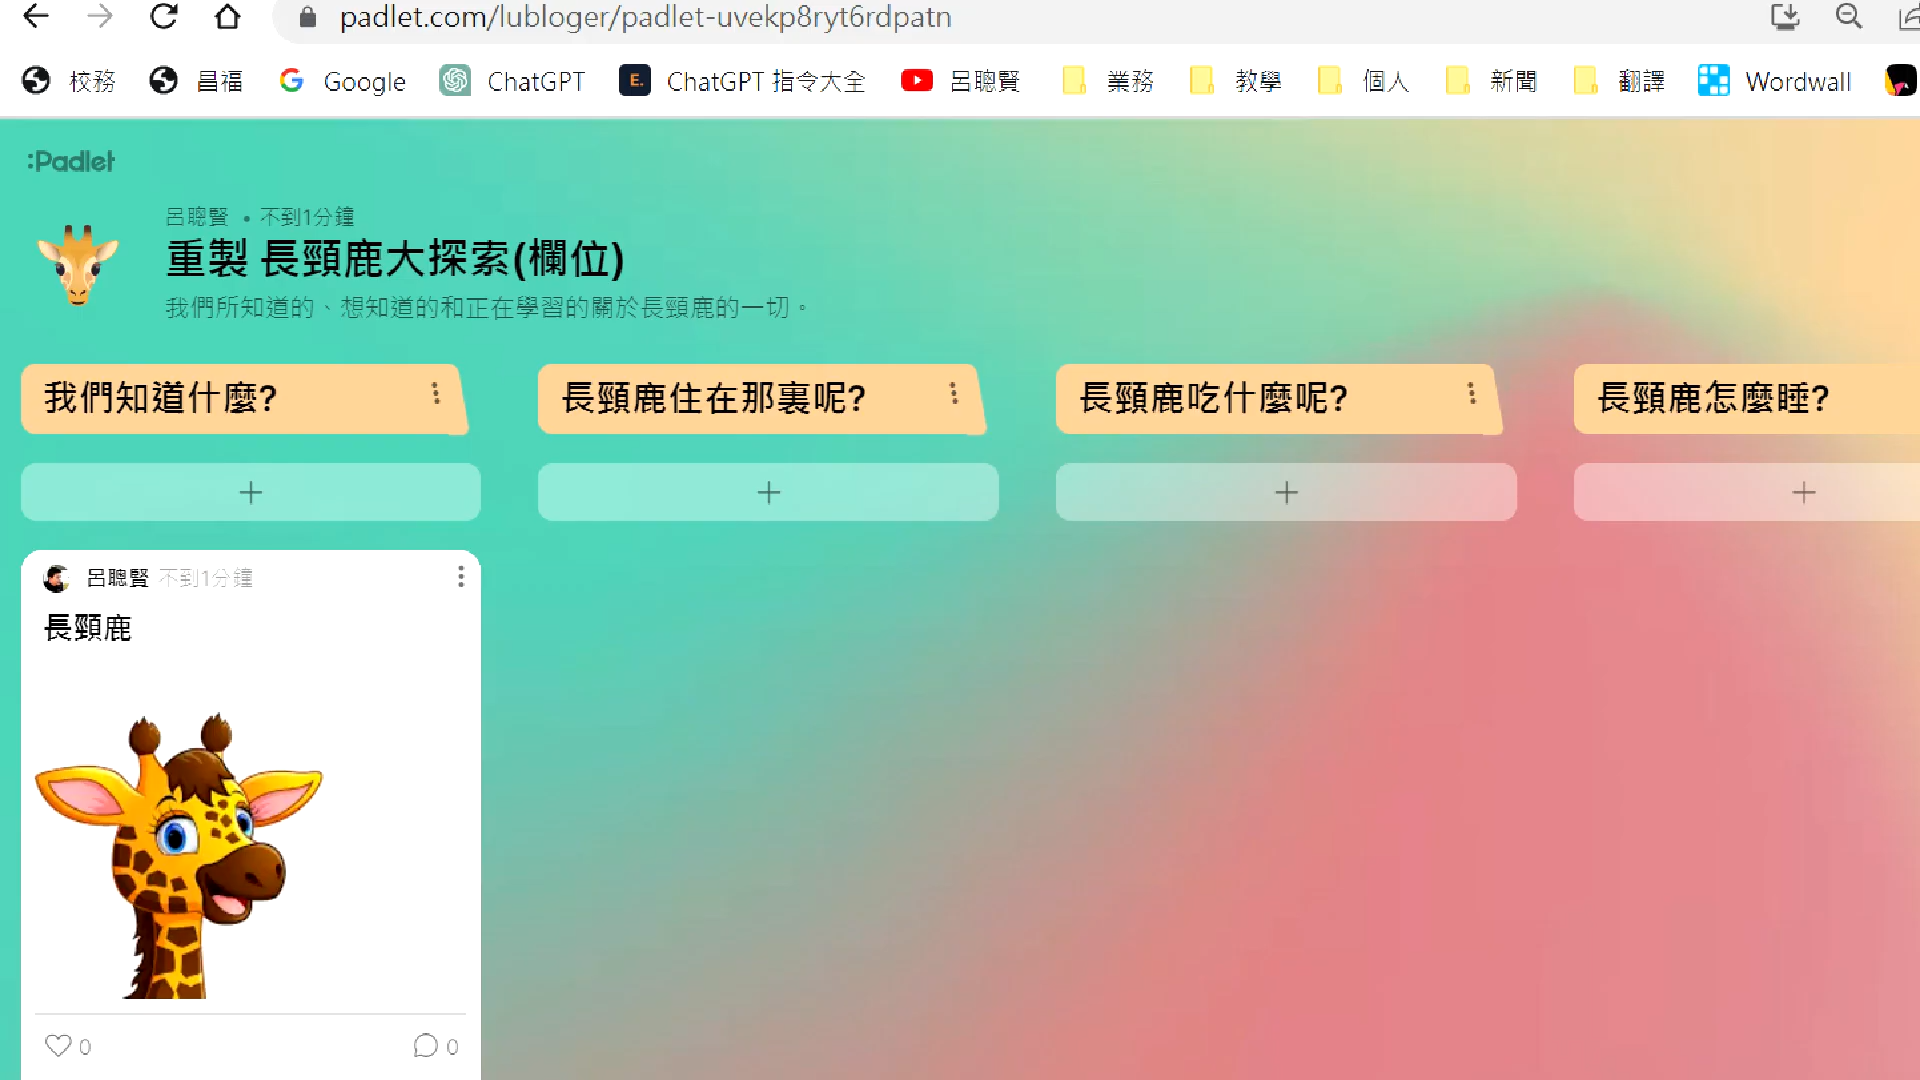 padlet.com/lubloger/padlet-uvekp8ryt6rdpatn
校務 昌福 Google ChatGPT E. ChatGPT 指令大全 呂聰賢 業務 教學 個人 新聞 翻譯 Wordwall
:Padlet
呂聰賢 • 不到1分鐘
重製 長頸鹿大探索(欄位)
我們所知道的、想知道的和正在學習的關於長頸鹿的一切。
我們知道什麼? 長頸鹿住在那裏呢? 長頸鹿吃什麼呢? 長頸鹿怎麼睡?
呂聰賢 不到1分鐘
長頸鹿
0 0